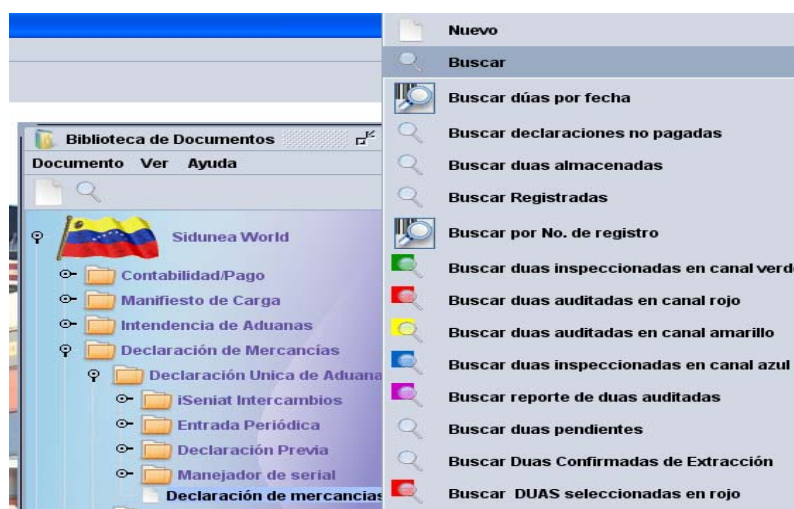 Biblioteca de Documentos
Documento Ver Ayuda
Sidunea World
Contabilidad/Pago
Manifiesto de Carga
Intendencia de Aduanas
Declaración de Mercancías
Declaración Unica de Aduana
iSeniat Intercambios
Entrada Periódica
Declaración Previa
Manejador de serial
Declaración de mercancias
Nuevo
Buscar
Buscar dúas por fecha
Buscar declaraciones no pagadas
Buscar duas almacenadas
Buscar Registradas
Buscar por No. de registro
Buscar duas inspeccionadas en canal verd
Buscar duas auditadas en canal rojo
Buscar duas auditadas en canal amarillo
Buscar duas inspeccionadas en canal azul
Buscar reporte de duas auditadas
Buscar duas pendientes
Buscar Duas Confirmadas de Extracción
Buscar DUAS seleccionadas en rojo